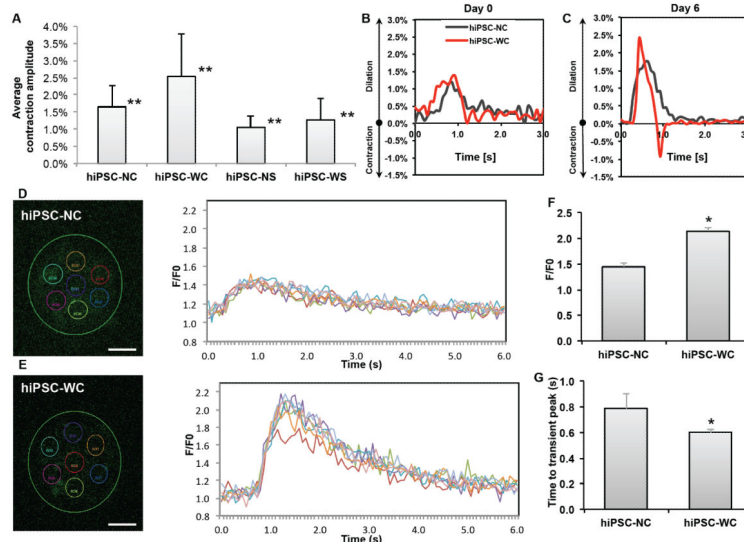 A
Average
contraction amplitude
4.0%
3.5%
3.0%
2.5%
2.0%
1.5%
1.0%
0.5%
0.0%
**
**
**
**
hiPSC-NC
hiPSC-WC
hiPSC-NS
hiPSC-WS
B
Day 0
Dilation
Contraction
3.0%
2.5%
2.0%
1.5%
1.0%
0.5%
0.0%
-0.5%
-1.0%
-1.5%
hiPSC-NC
hiPSC-WC
0.0
1.0
2.0
3.0
Time [s]
C
Day 6
Dilation
Contraction
3.0%
2.5%
2.0%
1.5%
1.0%
0.5%
0.0%
-0.5%
-1.0%
-1.5%
0.0
1.0
2.0
3.0
Time [s]
D
hiPSC-NC
F/F0
2.2
2.0
1.8
1.6
1.4
1.2
1.0
0.8
0.0
1.0
2.0
3.0
4.0
5.0
6.0
Time (s)
E
hiPSC-WC
F/F0
2.2
2.0
1.8
1.6
1.4
1.2
1.0
0.8
0.0
1.0
2.0
3.0
4.0
5.0
6.0
Time (s)
F
F/F0
2.5
2.0
1.5
1.0
0.5
0.0
*
hiPSC-NC
hiPSC-WC
G
Time to transient peak (s)
1.0
0.8
0.6
0.4
0.2
0.0
*
hiPSC-NC
hiPSC-WC